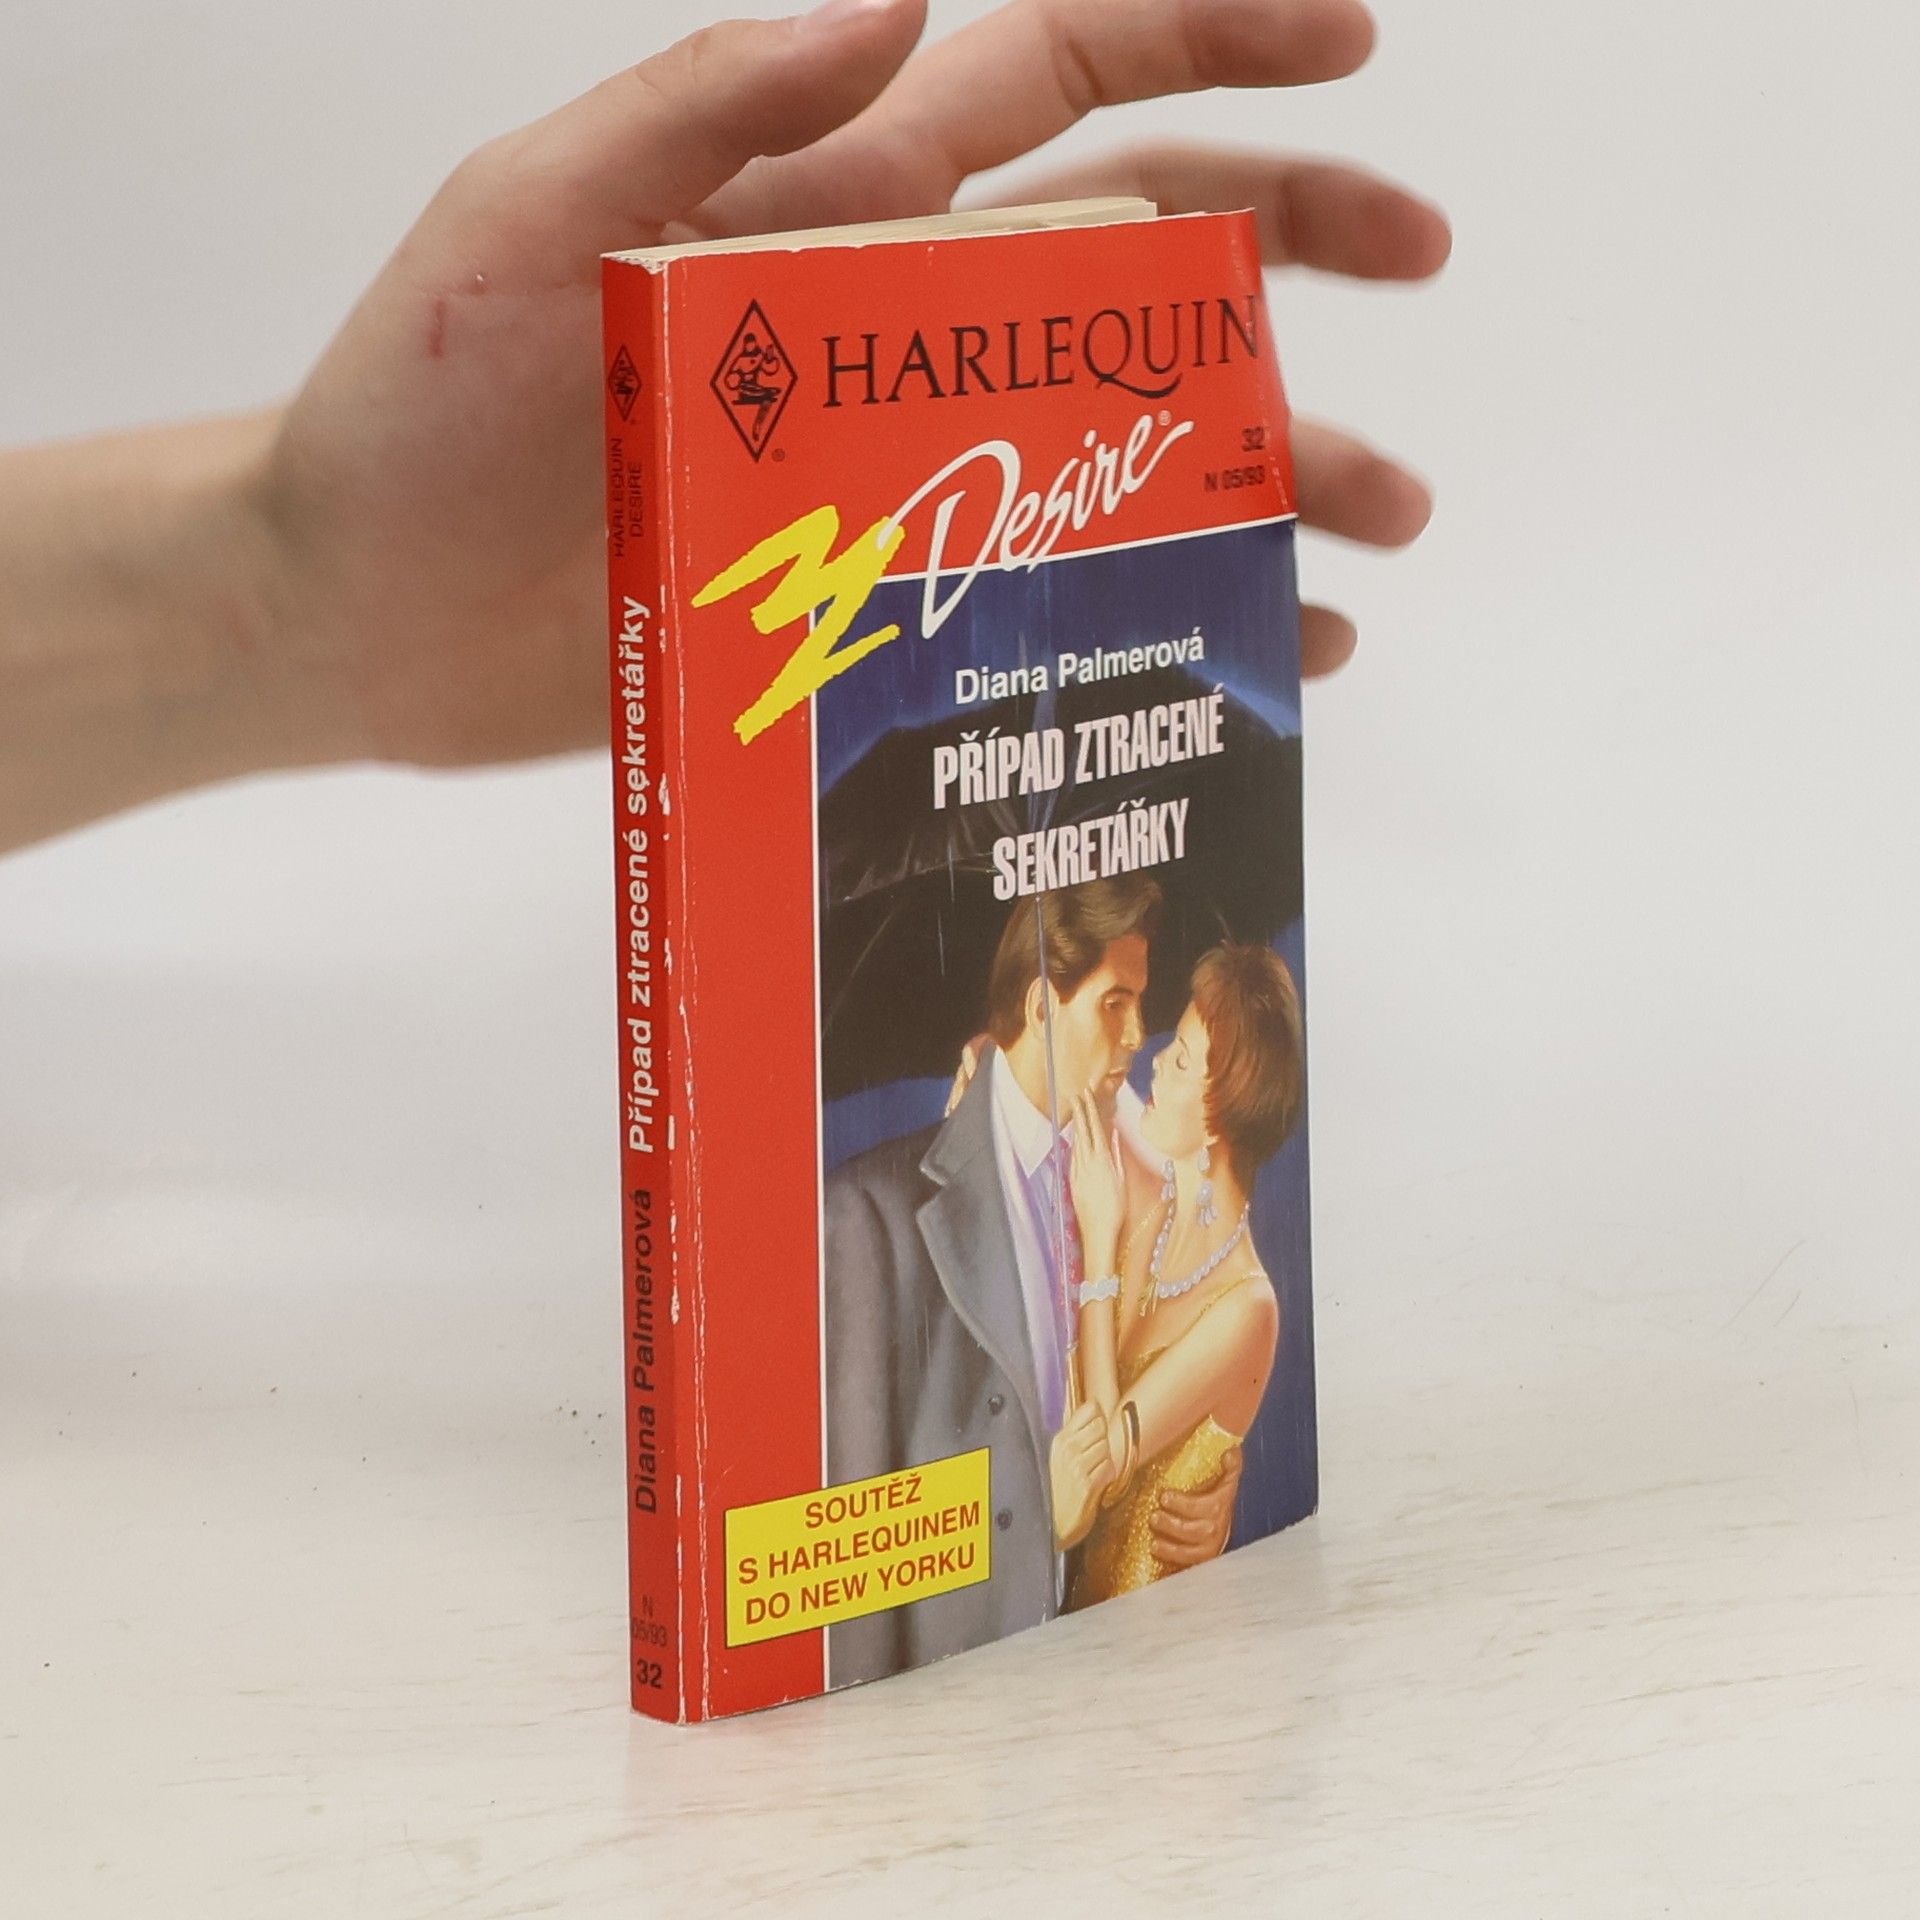 HARLEQUIN
Desire®
32
N 05/93
Diana Palmerová
PŘÍPAD ZTRACENÉ
SEKRETÁŘKY
SOUTĚŽ
S HARLEQUINEM
DO NEW YORKU
HARLEQUIN
DESIRE
Diana Palmerová Případ ztracené sekretářky
N
05/93
32